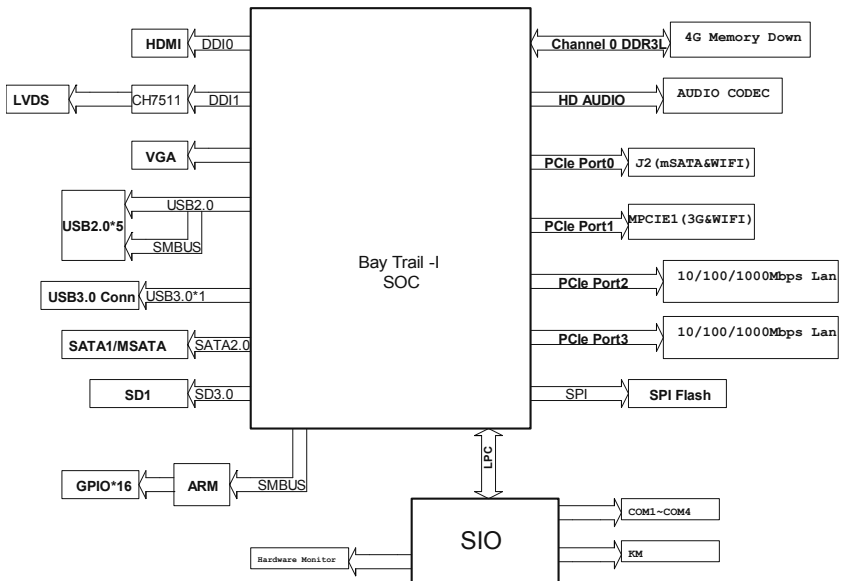 HDMI DDI0
Channel 0 DDR3L 4G Memory Down
LVDS CH7511 DDI1
HD AUDIO AUDIO CODEC
VGA
PCIe Port0 J2(mSATA&WIFI)
USB2.0*5 USB2.0
SMBUS
PCIe Port1 MPCIE1(3G&WIFI)
Bay Trail -I
SOC
USB3.0 Conn USB3.0*1
PCIe Port2 10/100/1000Mbps Lan
SATA1/MSATA SATA2.0
PCIe Port3 10/100/1000Mbps Lan
SD1 SD3.0
SPI SPI Flash
LPC
GPIO*16 ARM SMBUS
SIO
COM1~COM4
Hardware Monitor
KM